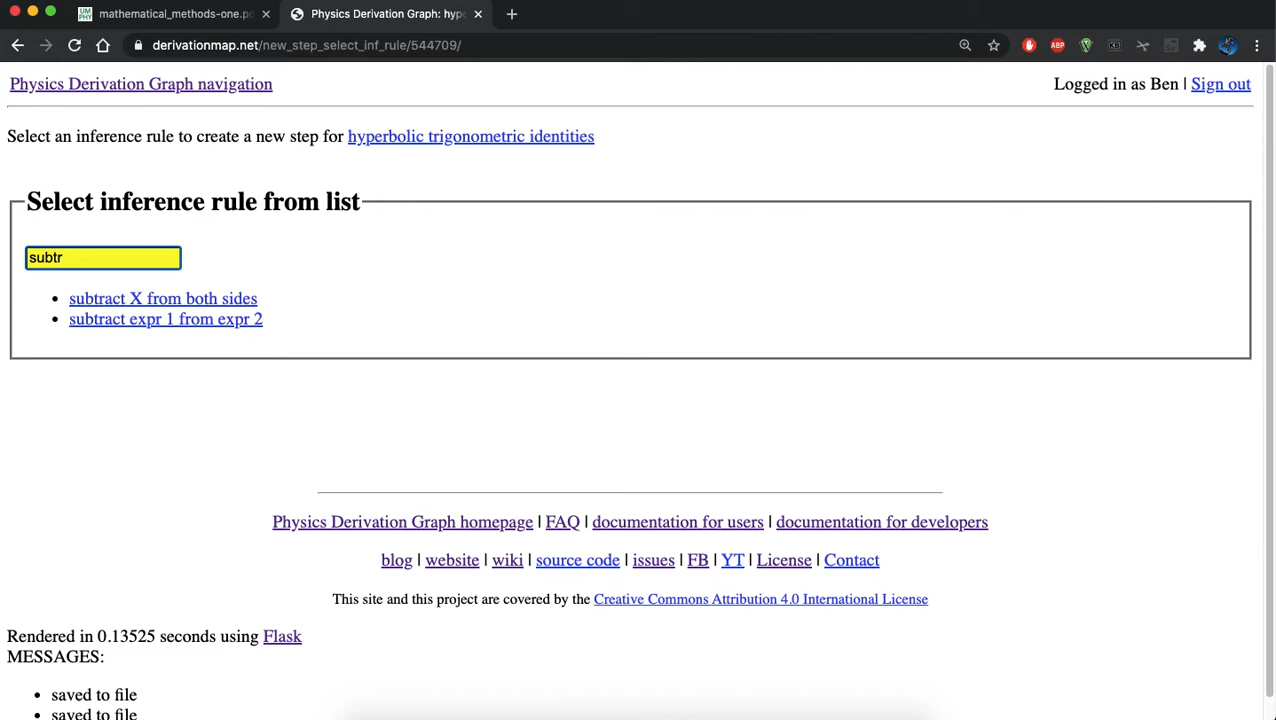 mathematical_methods-one.pd
Physics Derivation Graph: hype
derivationmap.net/new_step_select_inf_rule/544709/
ABP
Physics Derivation Graph navigation
Logged in as Ben | Sign out
Select an inference rule to create a new step for hyperbolic trigonometric identities
Select inference rule from list
subtr
• subtract X from both sides
• subtract expr 1 from expr 2
Physics Derivation Graph homepage | FAQ | documentation for users | documentation for developers
blog | website | wiki | source code | issues | FB | YT | License | Contact
This site and this project are covered by the Creative Commons Attribution 4.0 International License
Rendered in 0.13525 seconds using Flask
MESSAGES:
• saved to file
• saved to file